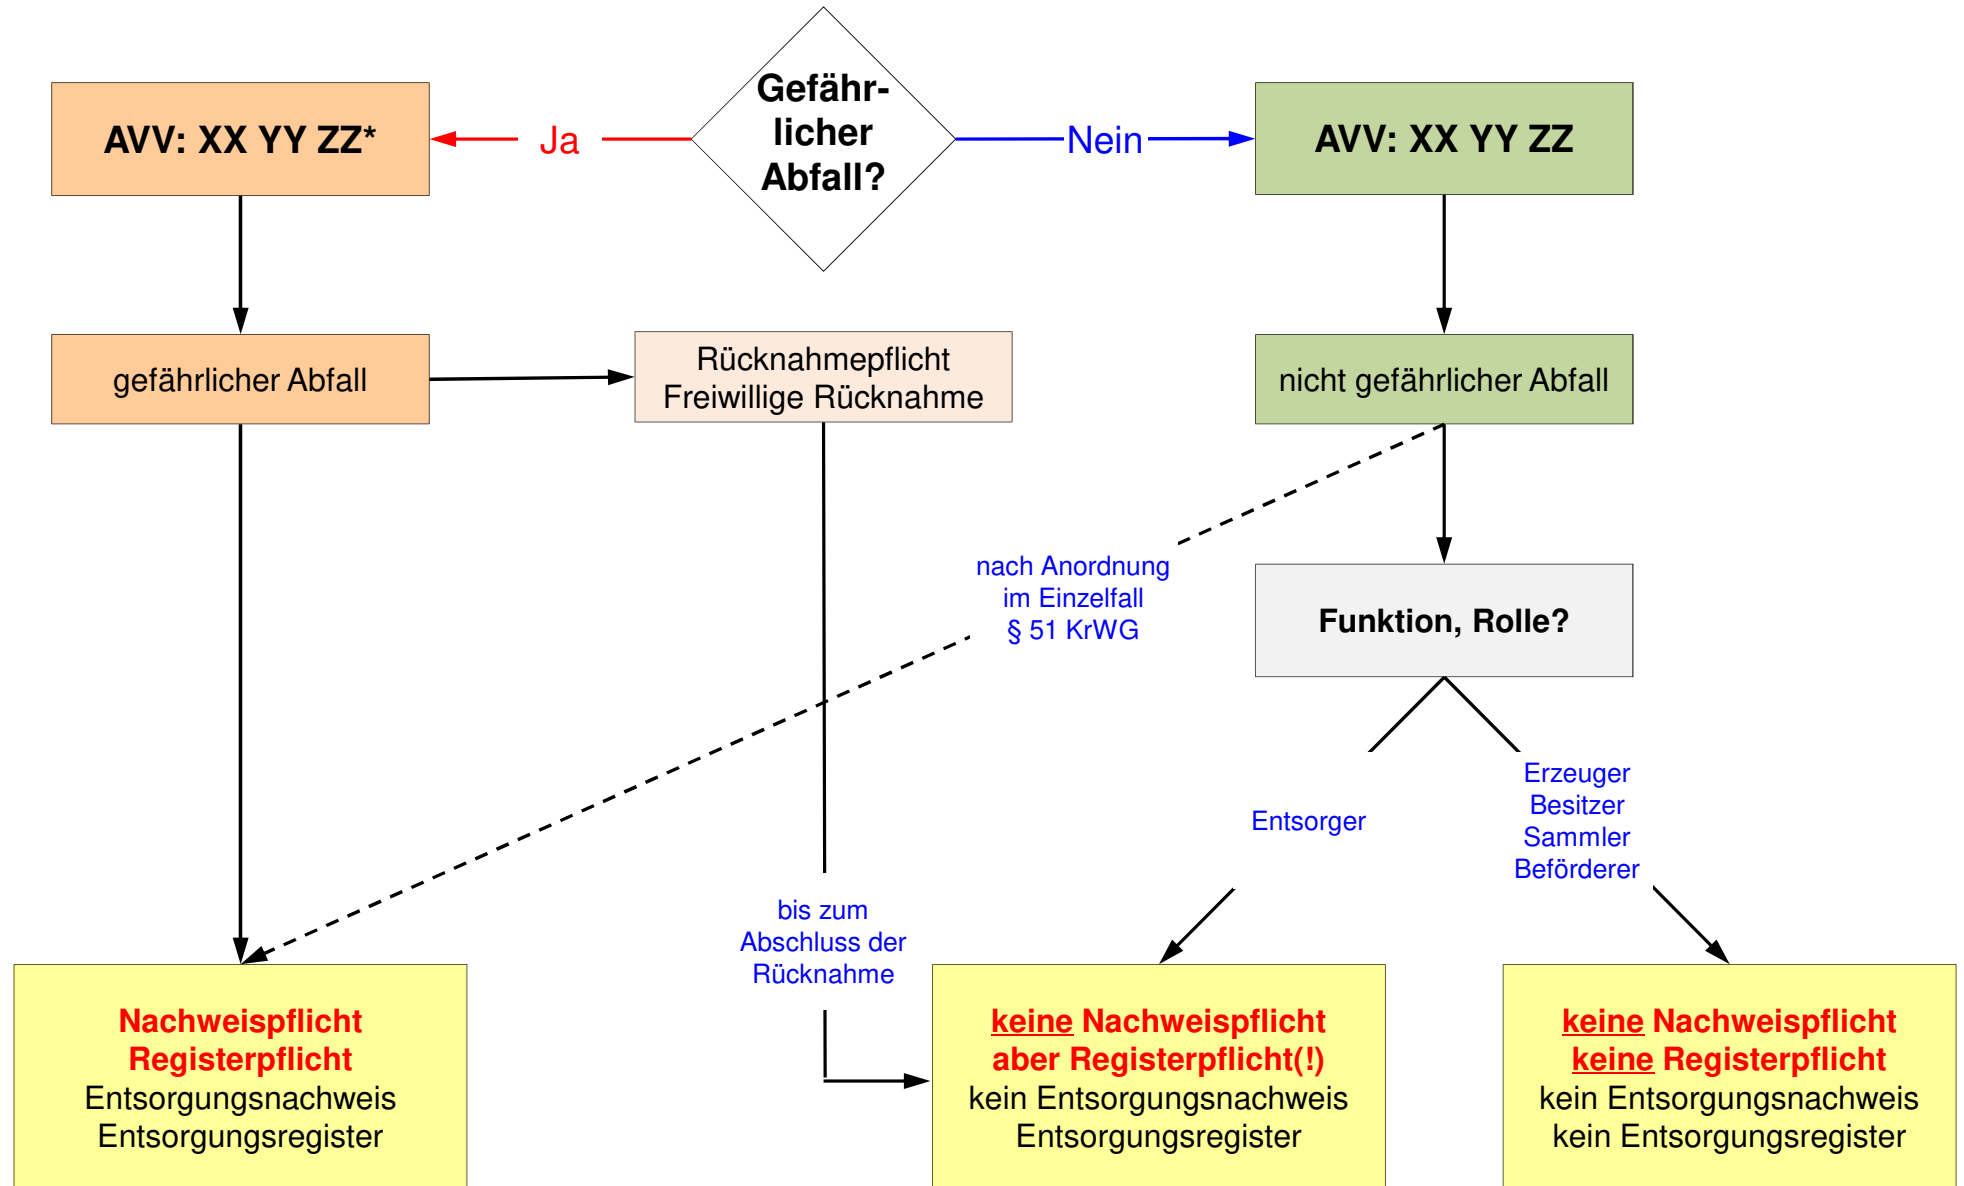 Gefähr-
licher
Abfall?
AVV: XX YY ZZ*
Ja
Nein
AVV: XX YY ZZ
gefährlicher Abfall
Rücknahmepflicht
Freiwillige Rücknahme
nicht gefährlicher Abfall
nach Anordnung
im Einzelfall
§ 51 KrWG
Funktion, Rolle?
Entsorger
Erzeuger
Besitzer
Sammler
Beförderer
bis zum
Abschluss der
Rücknahme
Nachweispflicht
Registerpflicht
Entsorgungsnachweis
Entsorgungsregister
keine Nachweispflicht
aber Registerpflicht(!)
kein Entsorgungsnachweis
Entsorgungsregister
keine Nachweispflicht
keine Registerpflicht
kein Entsorgungsnachweis
kein Entsorgungsregister